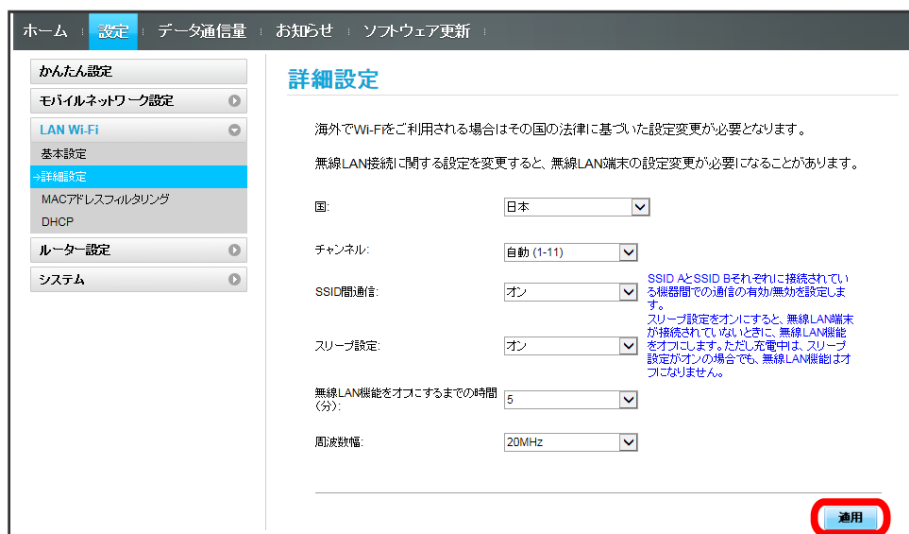 ホーム 設定 データ通信量 お知らせ ソフトウェア更新
かんたん設定
モバイルネットワーク設定
LAN Wi-Fi
基本設定
→詳細設定
MACアドレスフィルタリング
DHCP
ルーター設定
システム
詳細設定
海外でWi-Fiをご利用される場合はその国の法律に基づいた設定変更が必要となります。
無線LAN接続に関する設定を変更すると、無線LAN端末の設定変更が必要になることがあります。
国: 日本
チャンネル: 自動 (1-11)
SSID間通信: オン
SSID AとSSID Bそれぞれに接続されてい
る機器間での通信の有効/無効を設定しま
す。
スリープ設定: オン
スリープ設定をオンにすると、無線LAN端末
が接続されていないときに、無線LAN機能
をオフにします。ただし充電中は、スリープ
設定がオンの場合でも、無線LAN機能はオ
フになりません。
無線LAN機能をオフにするまでの時間
(分): 5
周波数幅: 20MHz
適用